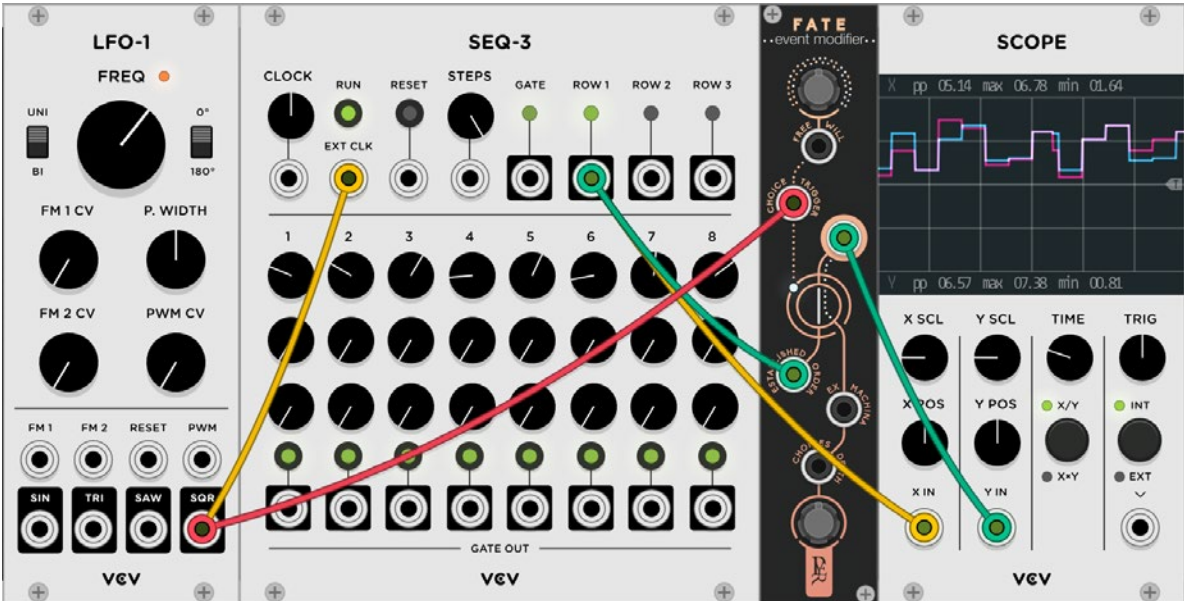 LFO-1
FREQ
UNI
BI
0°
180°
FM 1 CV
P. WIDTH
FM 2 CV
PWM CV
FM 1
FM 2
RESET
PWM
SIN
TRI
SAW
SQR
VCV
SEQ-3
CLOCK
RUN
RESET
STEPS
GATE
ROW 1
ROW 2
ROW 3
EXT CLK
1 2 3 4 5 6 7 8
GATE OUT
VCV
FATE
event modifier
FREE WILL
CHOICE TRIGGER
ESTABLISHED ORDER
EX MACHINA
SCOPE
X pp 05.14 max 06.78 min 01.64
T
Y pp 06.57 max 07.38 min 00.81
X SCL
Y SCL
TIME
TRIG
X POS
Y POS
X/Y
INT
X×Y
EXT
X IN
Y IN
VCV